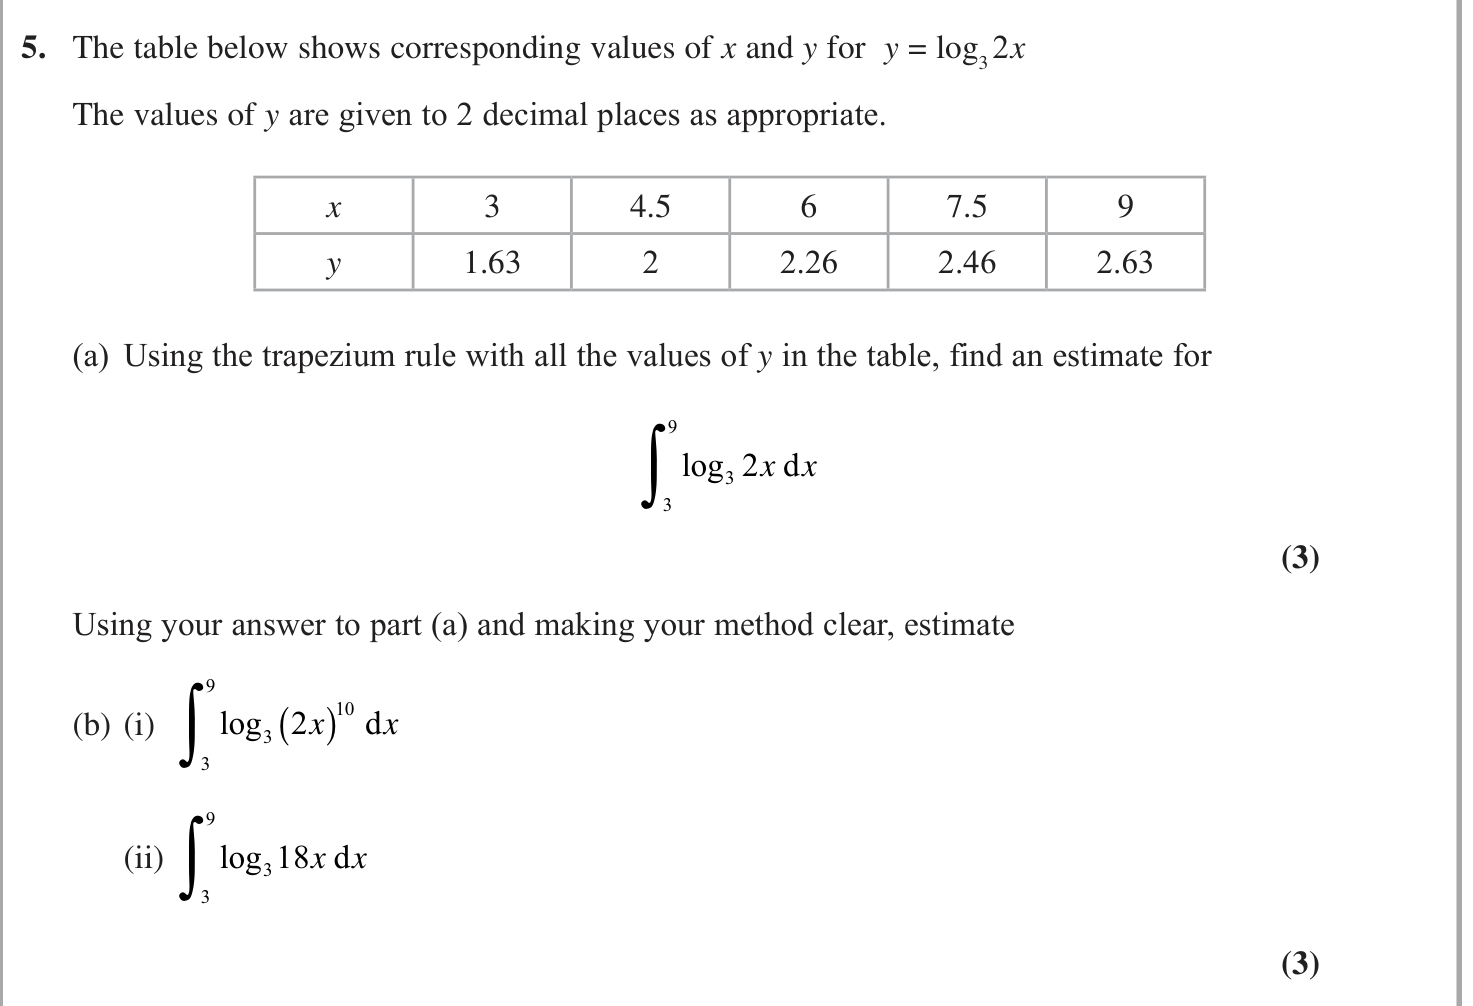 5. The table below shows corresponding values of x and y for y = log₃ 2x
The values of y are given to 2 decimal places as appropriate.
x 3 4.5 6 7.5 9
y 1.63 2 2.26 2.46 2.63
(a) Using the trapezium rule with all the values of y in the table, find an estimate for
∫₃⁹ log₃ 2x dx
(3)
Using your answer to part (a) and making your method clear, estimate
(b) (i) ∫₃⁹ log₃ (2x)¹⁰ dx
(ii) ∫₃⁹ log₃ 18x dx
(3)